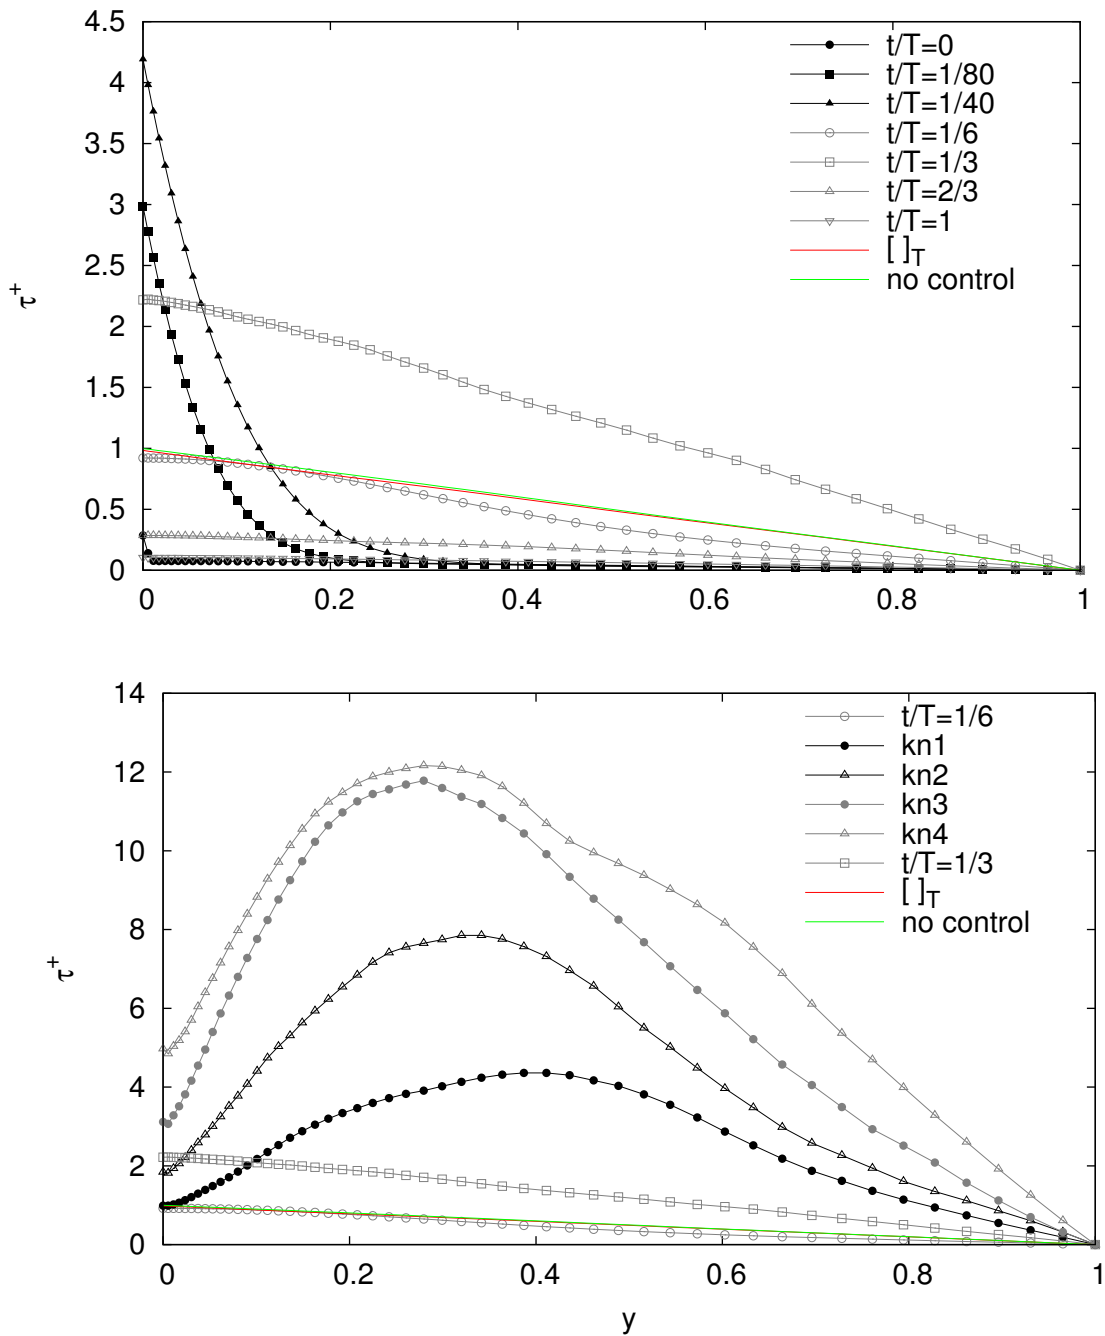 4.5
4
3.5
3
2.5
2
1.5
1
0.5
0
τ+
t/T=0
t/T=1/80
t/T=1/40
t/T=1/6
t/T=1/3
t/T=2/3
t/T=1
[ ]T
no control
0 0.2 0.4 0.6 0.8 1
14
12
10
8
6
4
2
0
τ+
t/T=1/6
kn1
kn2
kn3
kn4
t/T=1/3
[ ]T
no control
0 0.2 0.4 0.6 0.8 1
y